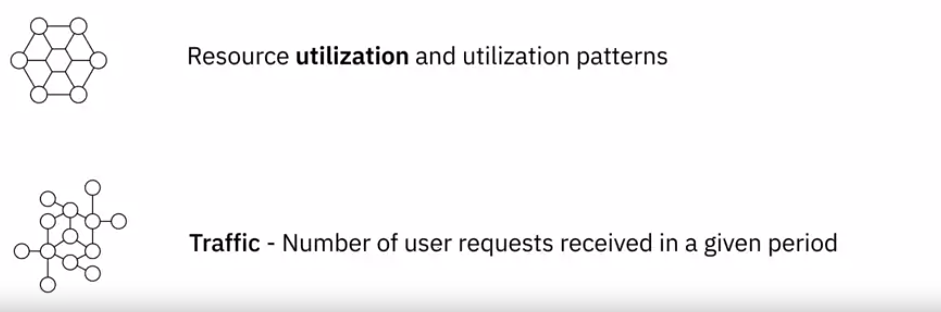 Resource utilization and utilization patterns
Traffic - Number of user requests received in a given period